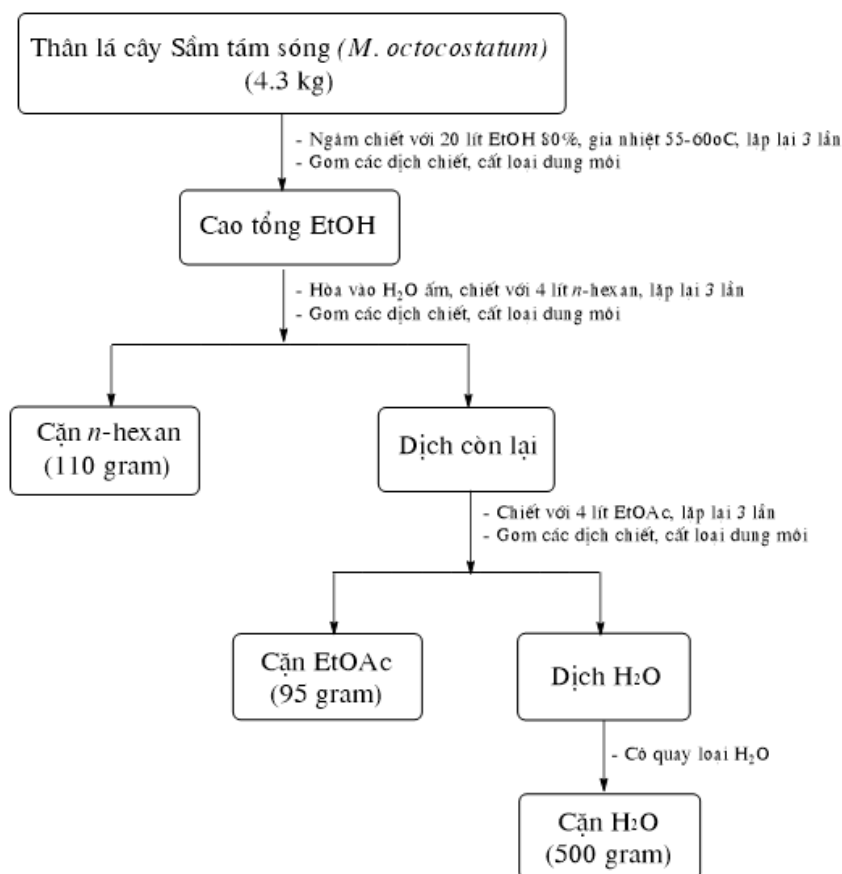 Thân lá cây Sầm tám sóng (M. octocostatum)
(4.3 kg)
- Ngâm chiết với 20 lít EtOH 80%, gia nhiệt 55-60oC, lặp lại 3 lần
- Gom các dịch chiết, cất loại dung môi
Cao tổng EtOH
- Hòa vào H₂O ấm, chiết với 4 lít n-hexan, lặp lại 3 lần
- Gom các dịch chiết, cất loại dung môi
Cặn n-hexan
(110 gram)
Dịch còn lại
- Chiết với 4 lít EtOAc, lặp lại 3 lần
- Gom các dịch chiết, cất loại dung môi
Cặn EtOAc
(95 gram)
Dịch H₂O
- Cô quay loại H₂O
Cặn H₂O
(500 gram)